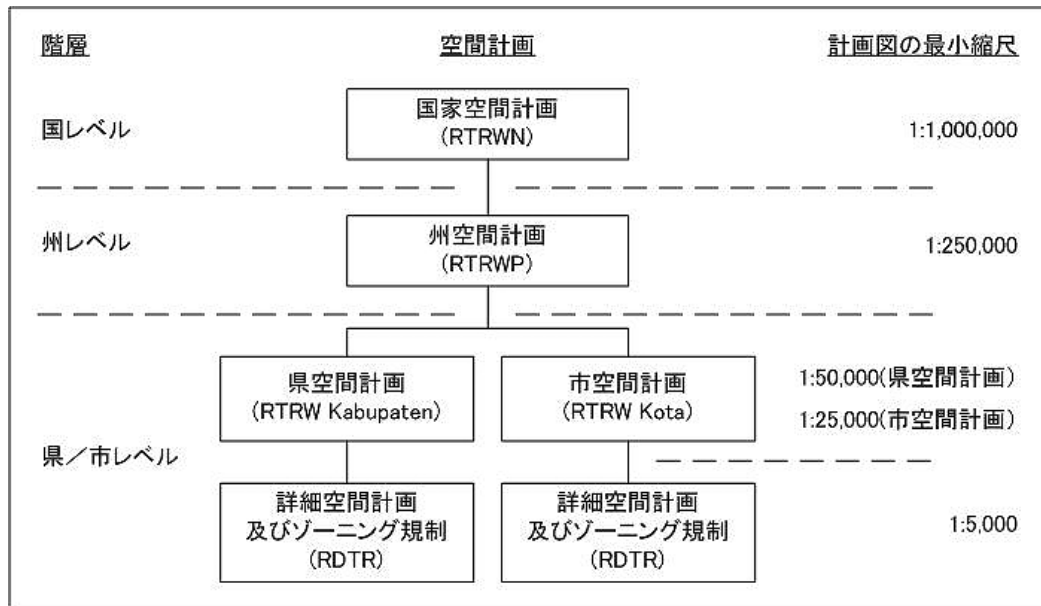 階層 空間計画 計画図の最小縮尺
国レベル
国家空間計画
(RTRWN)
1:1,000,000
州レベル
州空間計画
(RTRWP)
1:250,000
県空間計画
(RTRW Kabupaten)
市空間計画
(RTRW Kota)
1:50,000(県空間計画)
1:25,000(市空間計画)
県/市レベル
詳細空間計画
及びゾーニング規制
(RDTR)
詳細空間計画
及びゾーニング規制
(RDTR)
1:5,000